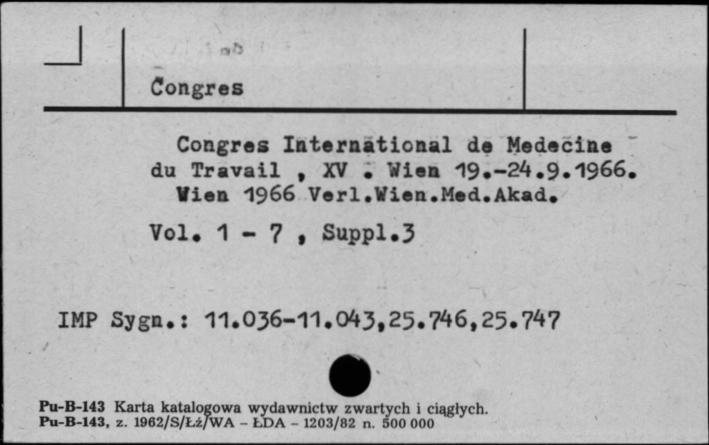 Congres
Congres International de Medecine
du Travail , XV . Wien 19.-24.9.1966.
Wien 1966 Verl.Wien.Med.Akad.
Vol. 1 - 7 , Suppl.3
IMP Sygn.: 11.036-11.043,25.746,25.747
Pu-B-143 Karta katalogowa wydawnictw zwartych i ciągłych.
Pu-B-143, z. 1962/S/Łź/WA - ŁDA - 1203/82 n. 500 000